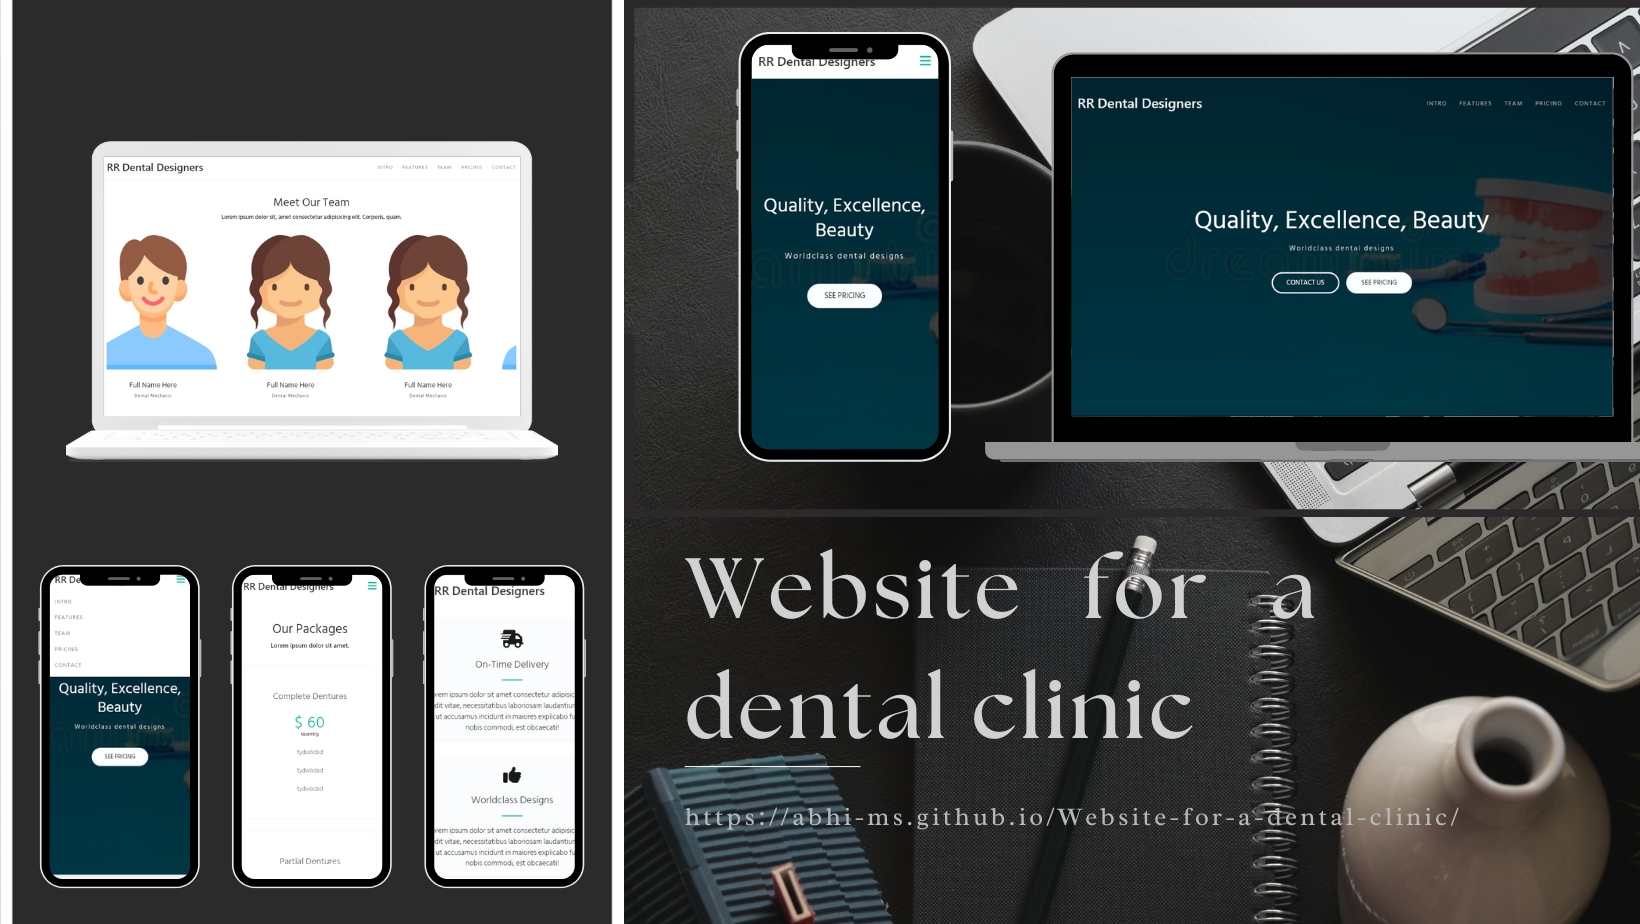 RR Dental Designers
INTRO FEATURES TEAM PRICING CONTACT
Meet Our Team
Lorem ipsum dolor sit, amet consectetur adipisicing elit. Corporis, quam.
Full Name Here
Dental Mechanic
Full Name Here
Dental Mechanic
Full Name Here
Dental Mechanic
RR De
INTRO
FEATURES
TEAM
PRICING
CONTACT
Quality, Excellence,
Beauty
Worldclass dental designs
SEE PRICING
RR Dental Designers
Our Packages
Lorem ipsum dolor sit amet.
Complete Dentures
$ 60
Monthly
tydwbdad
tydwbdad
tydwbdad
Partial Dentures
RR Dental Designers
On-Time Delivery
orem ipsum dolor sit amet consectetur adipisic
dit vitae, necessitatibus laboriosam laudantium
ut accusamus incidunt in maiores explicabo fu
nobis commodi, est obcaecati!
Worldclass Designs
orem ipsum dolor sit amet consectetur adipisic
dit vitae, necessitatibus laboriosam laudantium
ut accusamus incidunt in maiores explicabo fu
nobis commodi, est obcaecati!
RR Dental Designers
Quality, Excellence,
Beauty
Worldclass dental designs
SEE PRICING
RR Dental Designers
INTRO FEATURES TEAM PRICING CONTACT
Quality, Excellence, Beauty
Worldclass dental designs
CONTACT US SEE PRICING
Website for a
dental clinic
https://abhi-ms.github.io/Website-for-a-dental-clinic/